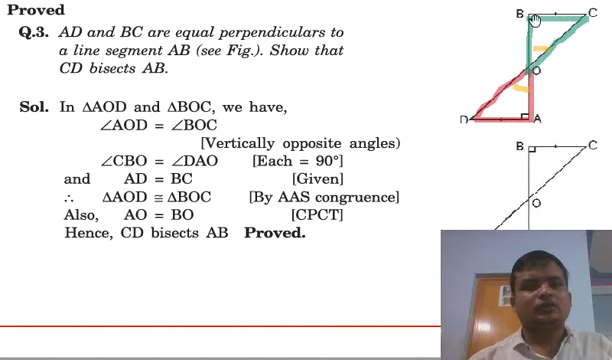 Proved
Q.3. AD and BC are equal perpendiculars to
a line segment AB (see Fig.). Show that
CD bisects AB.
Sol. In ΔAOD and ΔBOC, we have,
∠AOD = ∠BOC
[Vertically opposite angles)
∠CBO = ∠DAO [Each = 90°]
and AD = BC [Given]
∴ ΔAOD ≅ ΔBOC [By AAS congruence]
Also, AO = BO [CPCT]
Hence, CD bisects AB Proved.
B C
O
D A
B C
O